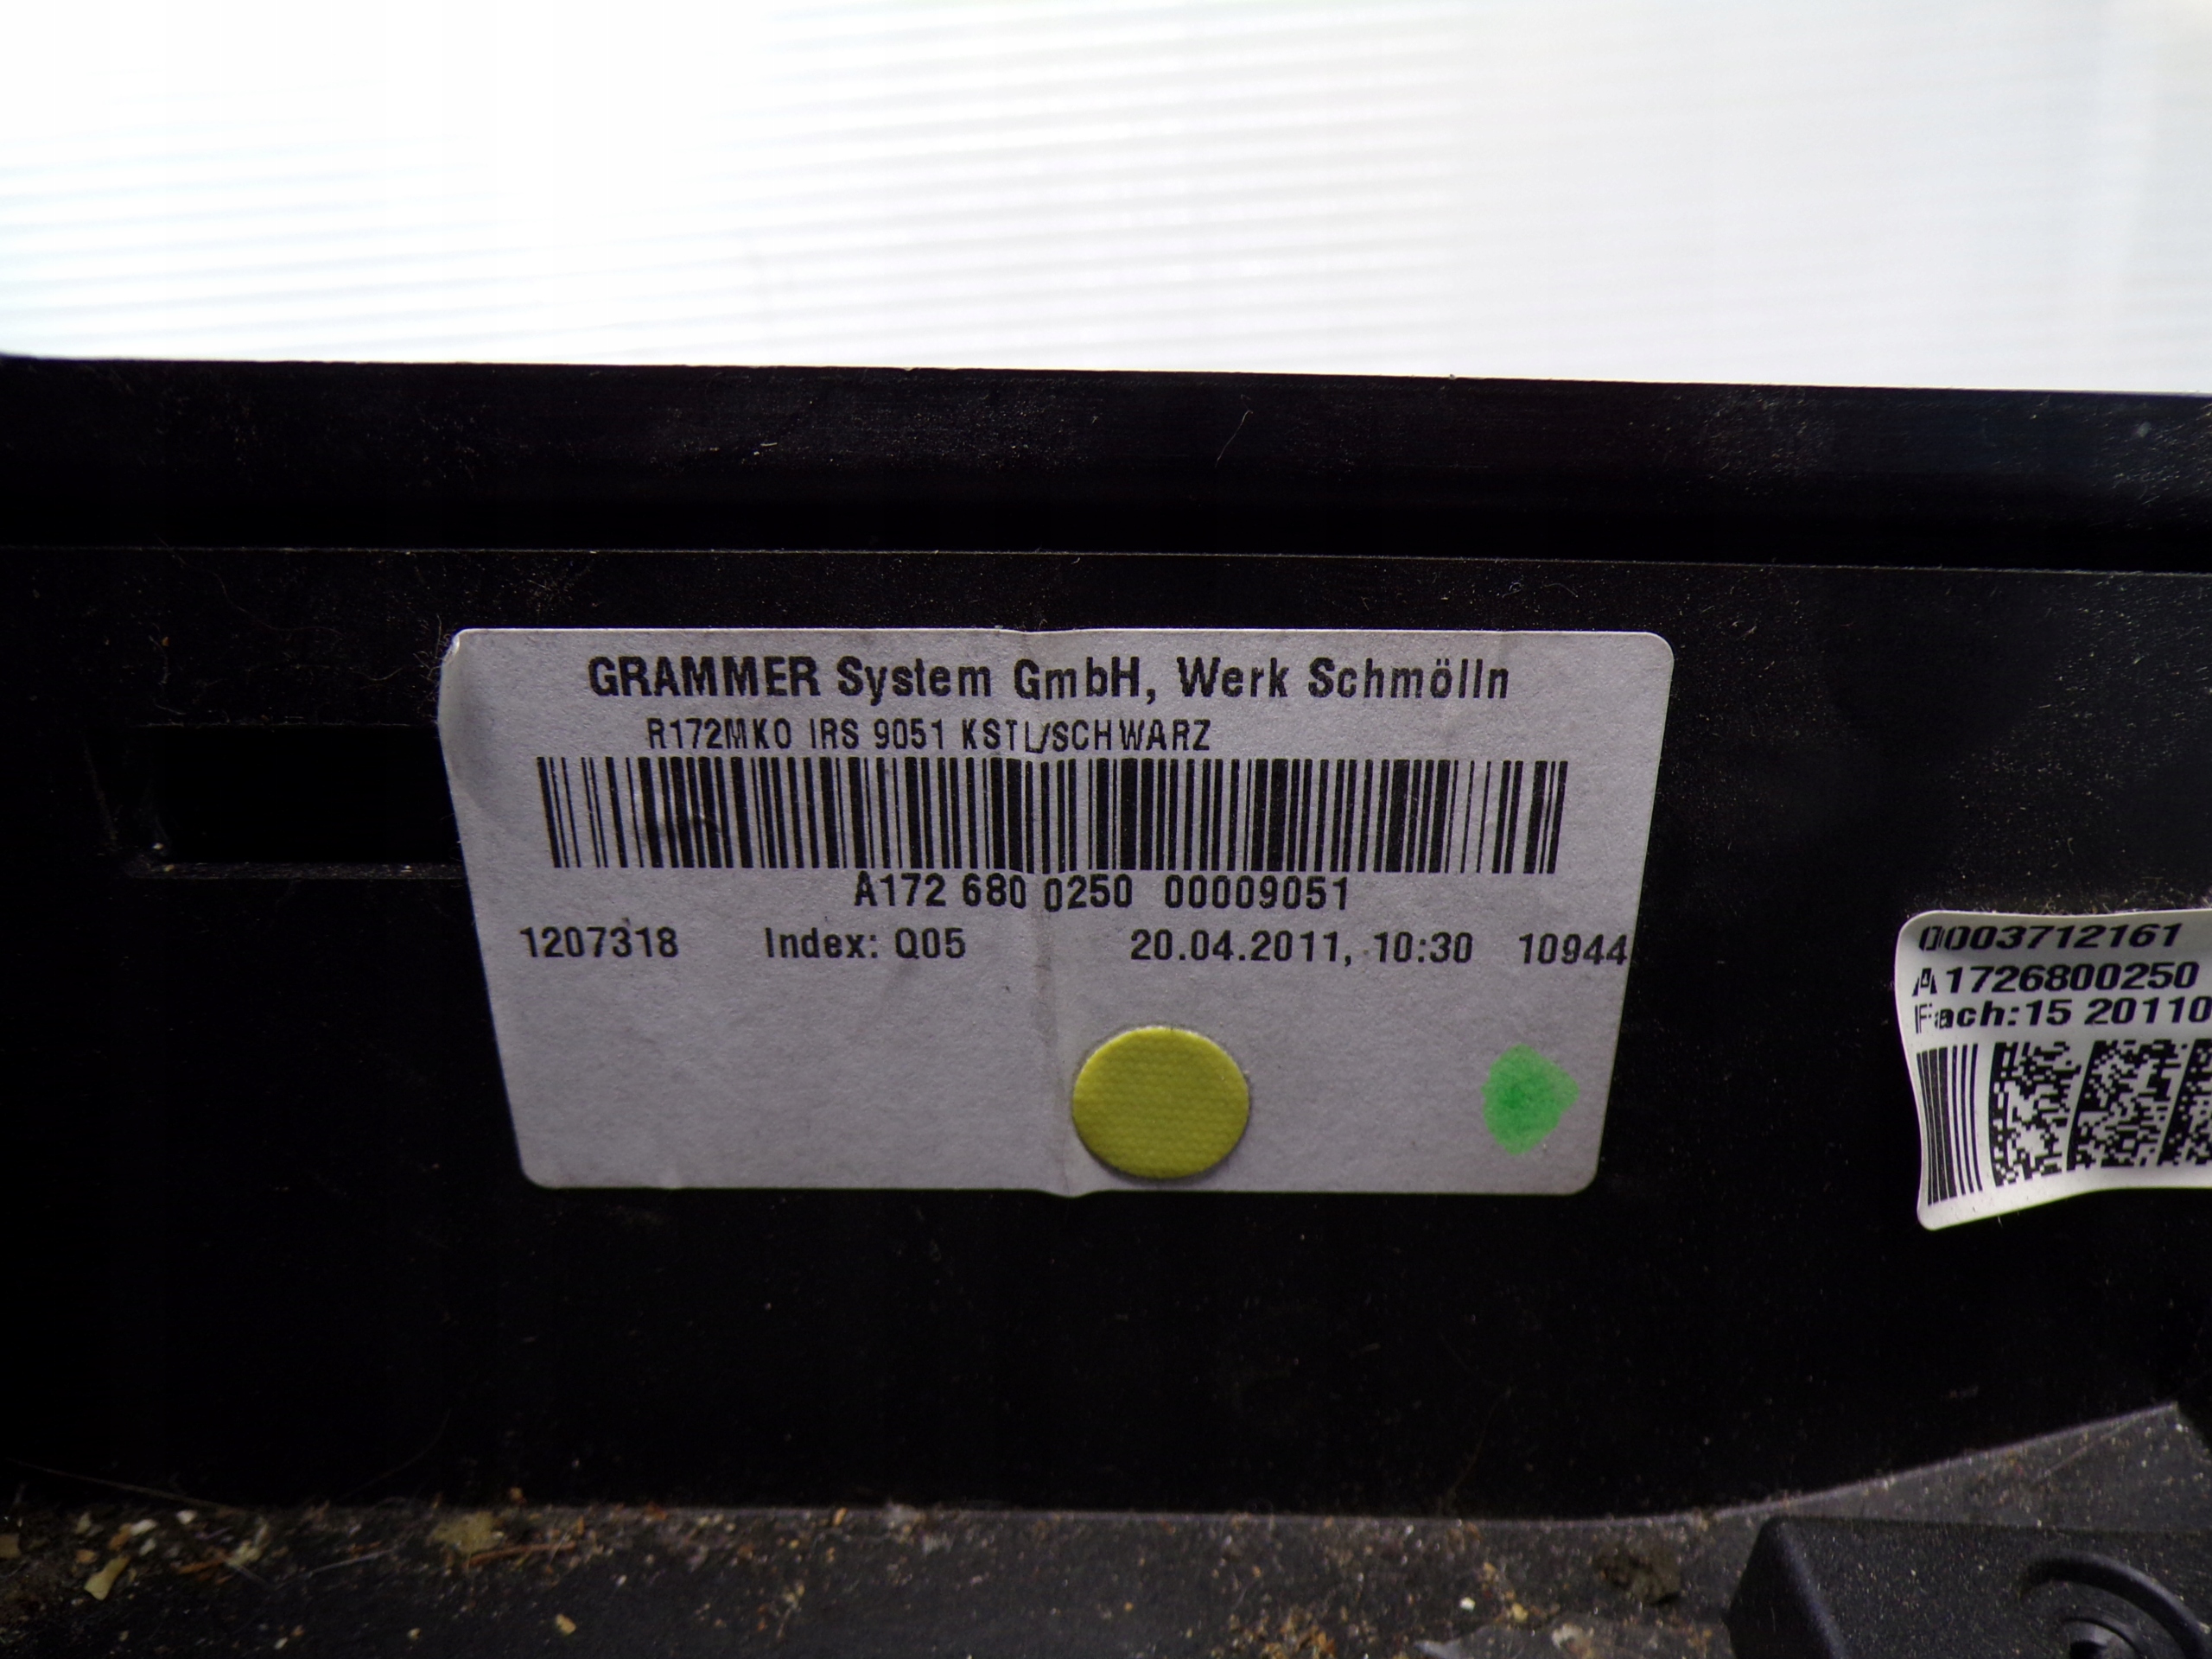 GRAMMER System GmbH, Werk Schmölln
R172MKO IRS 9051 KSTL/SCHWARZ
A172 680 0250 00009051
1207318 Index: Q05 20.04.2011, 10:30 10944
0003712161
A 1726800250
Fach:15 20110